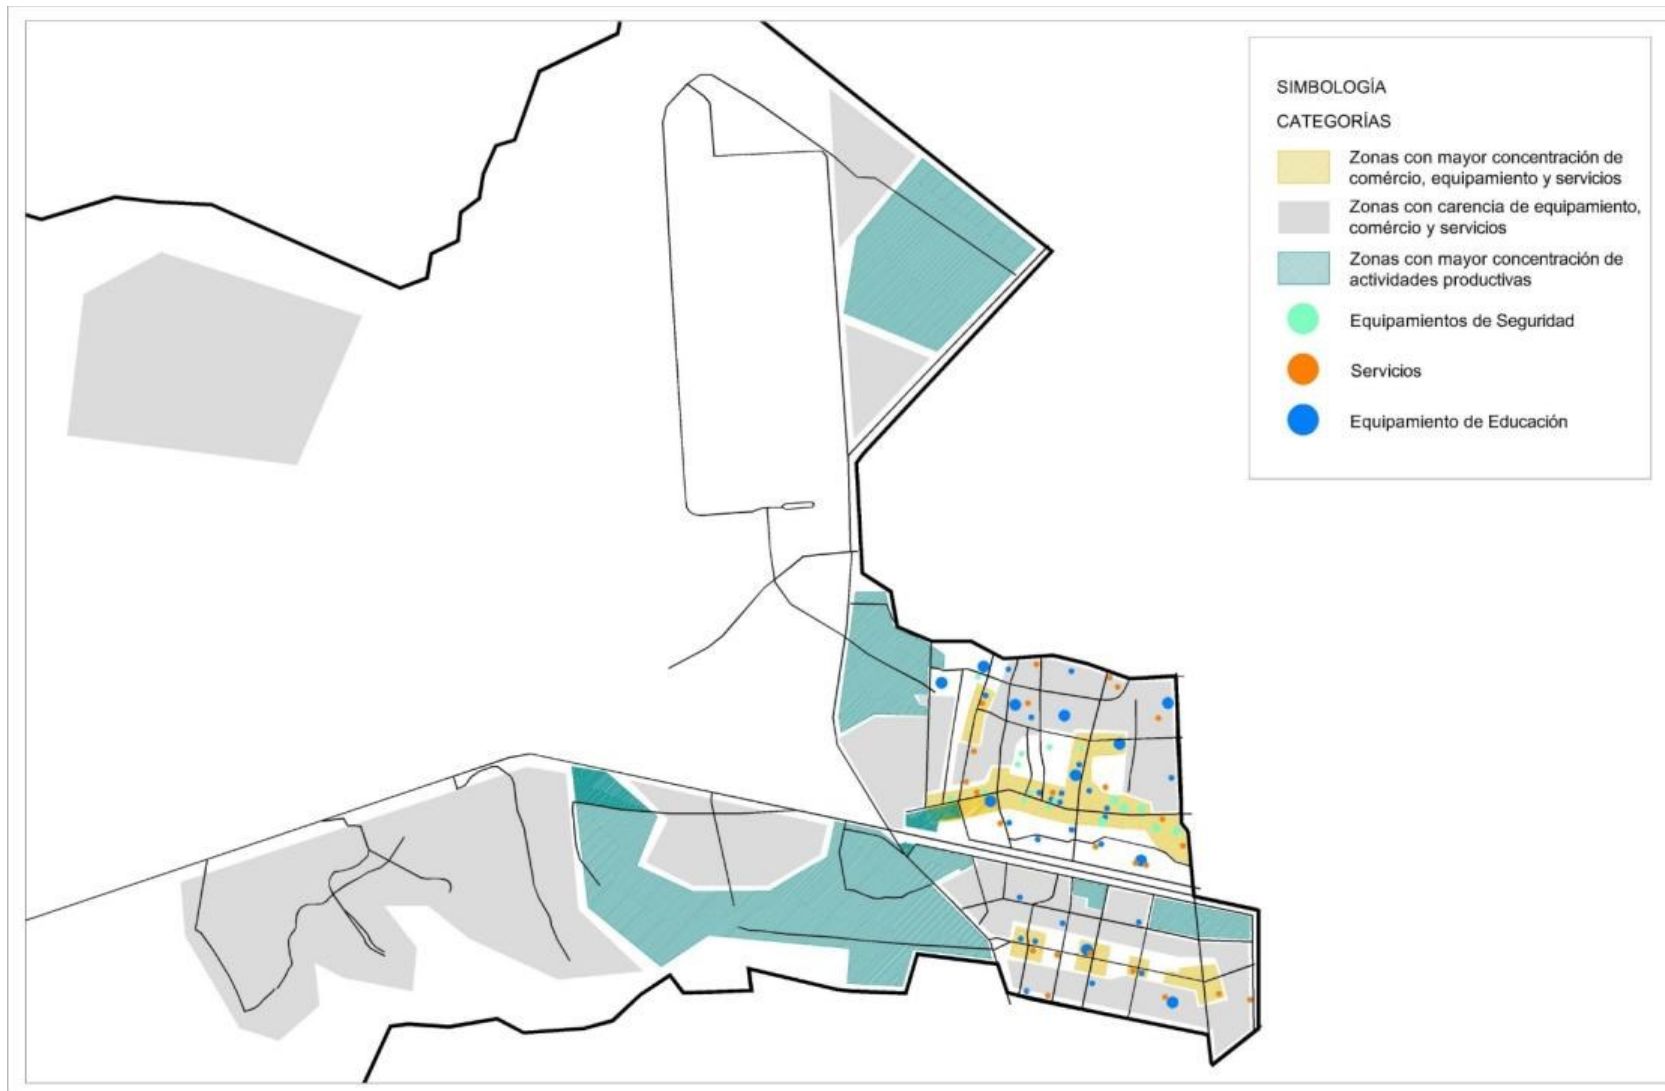 SIMBOLOGÍA
CATEGORÍAS
Zonas con mayor concentración de
comércio, equipamiento y servicios
Zonas con carencia de equipamiento,
comércio y servicios
Zonas con mayor concentración de
actividades productivas
Equipamientos de Seguridad
Servicios
Equipamiento de Educación